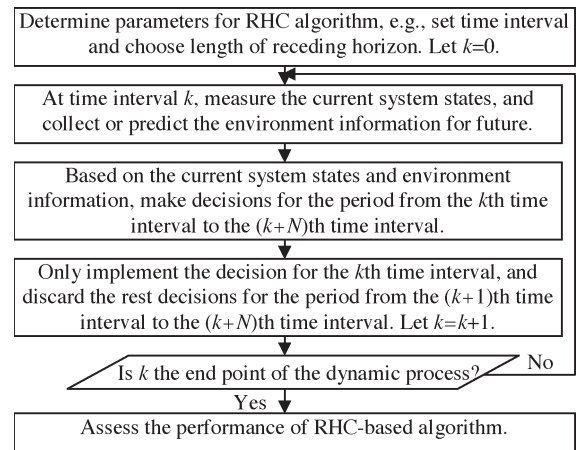 Determine parameters for RHC algorithm, e.g., set time interval
and choose length of receding horizon. Let k=0.
At time interval k, measure the current system states, and
collect or predict the environment information for future.
Based on the current system states and environment
information, make decisions for the period from the kth time
interval to the (k+N)th time interval.
Only implement the decision for the kth time interval, and
discard the rest decisions for the period from the (k+1)th time
interval to the (k+N)th time interval. Let k=k+1.
Is k the end point of the dynamic process?
No
Yes
Assess the performance of RHC-based algorithm.